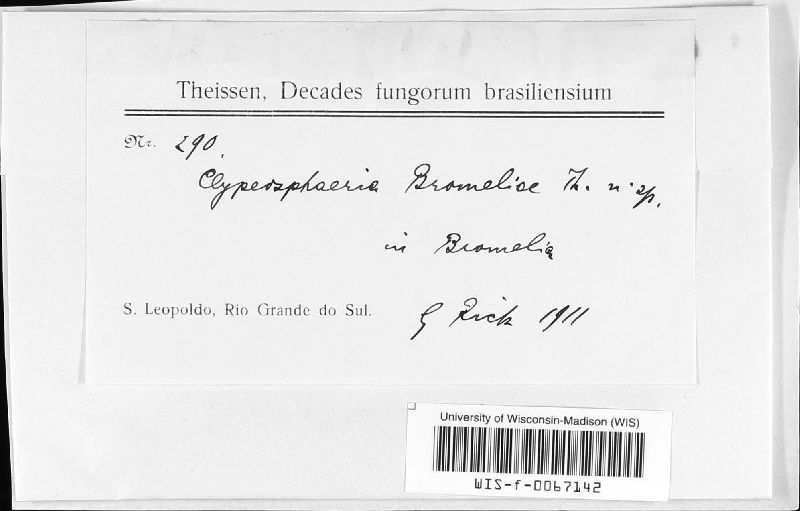 Theissen, Decades fungorum brasiliensium
Nr. 290.
Clypeosphaeria Bromeliae Th. n. sp.
in Bromelia
S. Leopoldo, Rio Grande do Sul.
Rick 1911
University of Wisconsin-Madison (WIS)
WIS-f-0067142